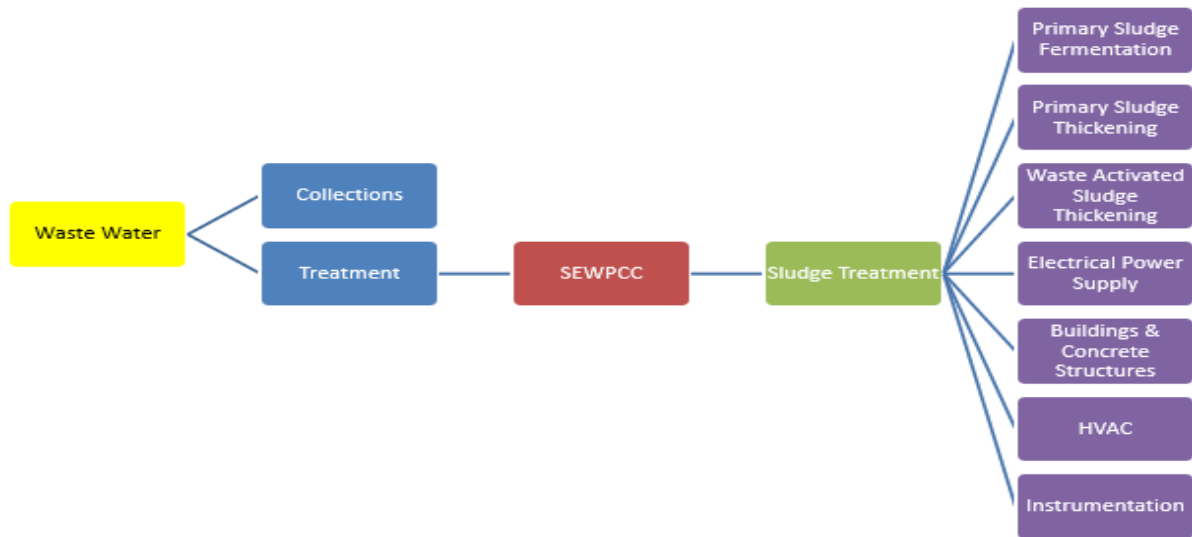 Waste Water
Collections
Treatment
SEWPCC
Sludge Treatment
Primary Sludge
Fermentation
Primary Sludge
Thickening
Waste Activated
Sludge
Thickening
Electrical Power
Supply
Buildings &
Concrete
Structures
HVAC
Instrumentation